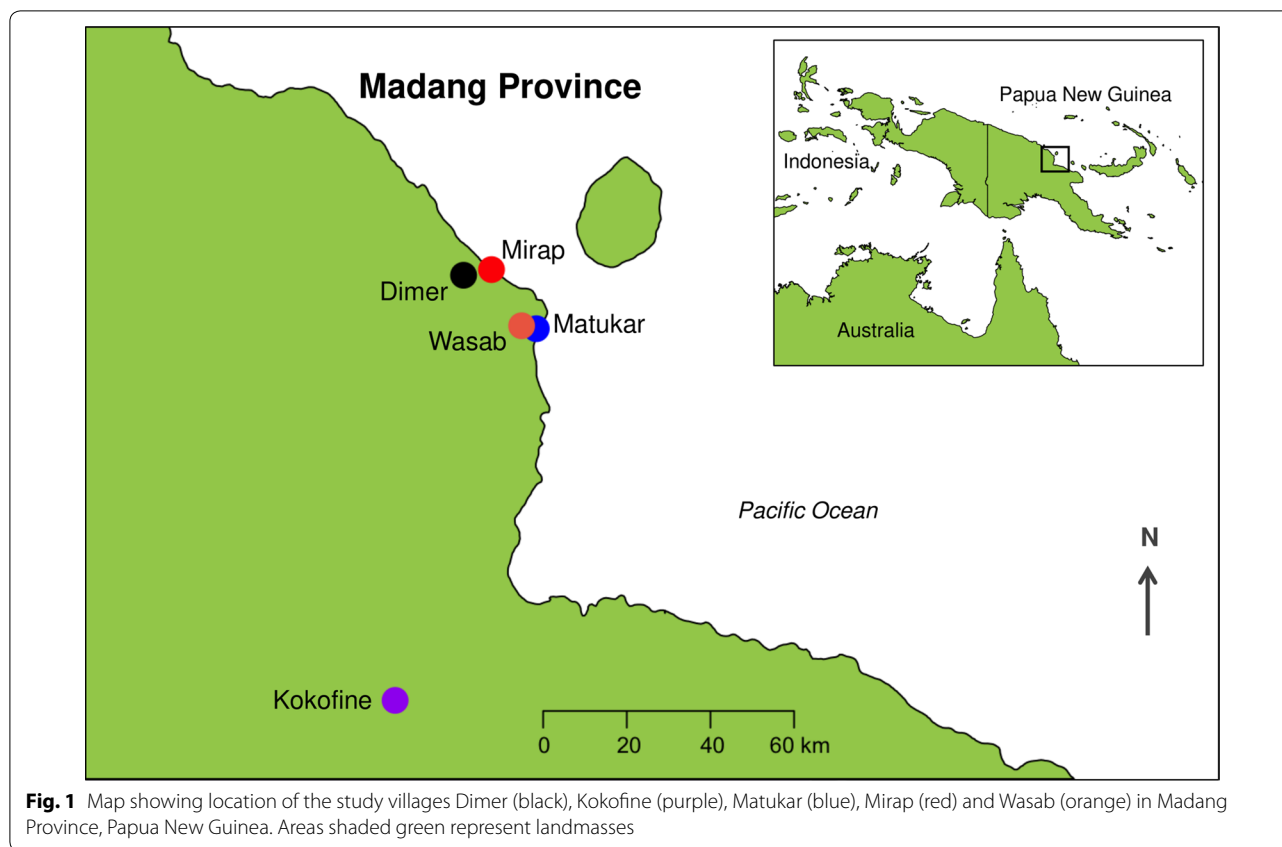 Madang Province
Papua New Guinea
Indonesia
Australia
Mirap
Dimer
Matukar
Wasab
Pacific Ocean
N
Kokofine
0 20 40 60 km
Fig. 1 Map showing location of the study villages Dimer (black), Kokofine (purple), Matukar (blue), Mirap (red) and Wasab (orange) in Madang
Province, Papua New Guinea. Areas shaded green represent landmasses